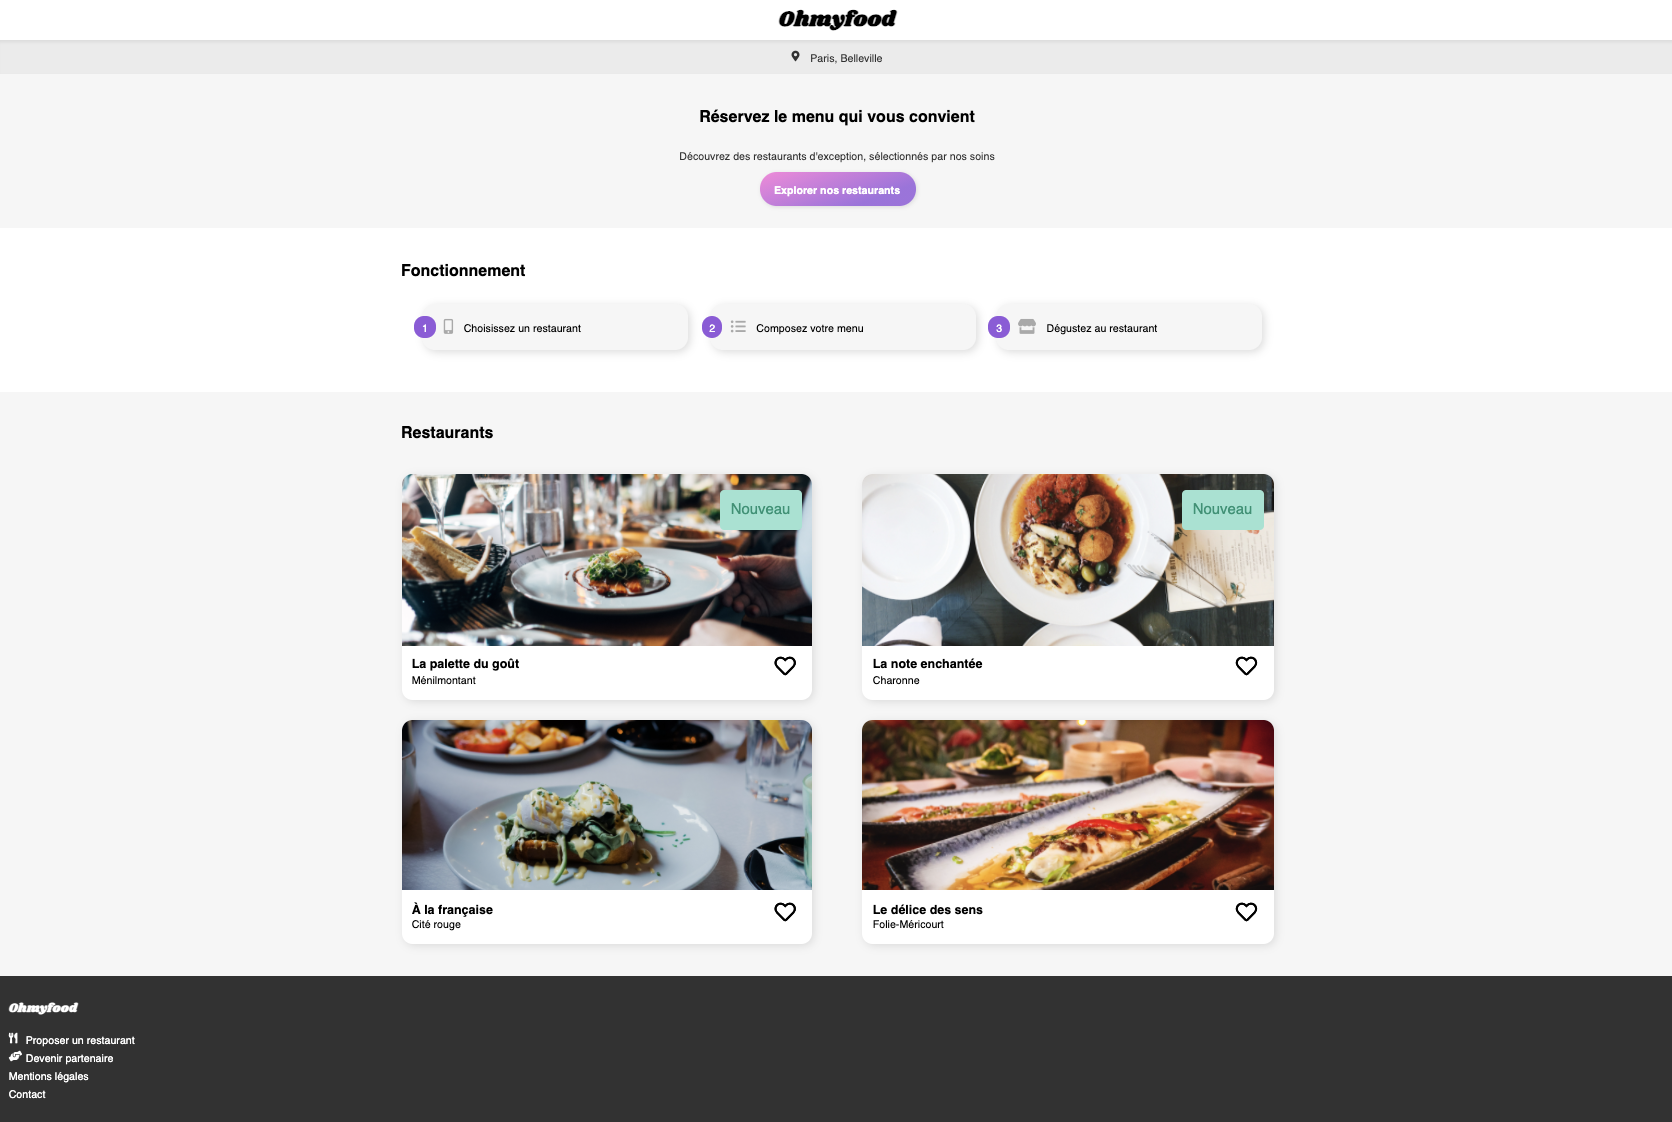 Ohmyfood
Paris, Belleville
Réservez le menu qui vous convient
Découvrez des restaurants d'exception, sélectionnés par nos soins
Explorer nos restaurants
Fonctionnement
1 Choisissez un restaurant
2 Composez votre menu
3 Dégustez au restaurant
Restaurants
Nouveau
La palette du goût
Ménilmontant
Nouveau
La note enchantée
Charonne
À la française
Cité rouge
Le délice des sens
Folie-Méricourt
Ohmyfood
Proposer un restaurant
Devenir partenaire
Mentions légales
Contact